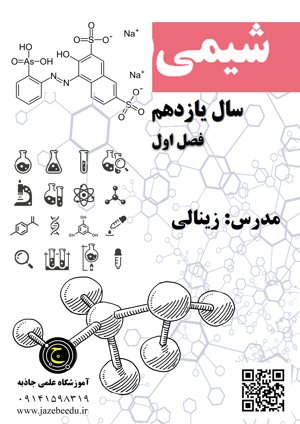 شیمی
سال یازدهم
فصل اول
مدرس: زینالی
Na+
Na+
HO
OH
As
O
N
N
HO
O
S
O
O-
O
S
O
O-
ج
آموزشگاه علمی جاذبه
۰۹۱۴۱۵۹۸۳۱۹
www.jazebeedu.ir